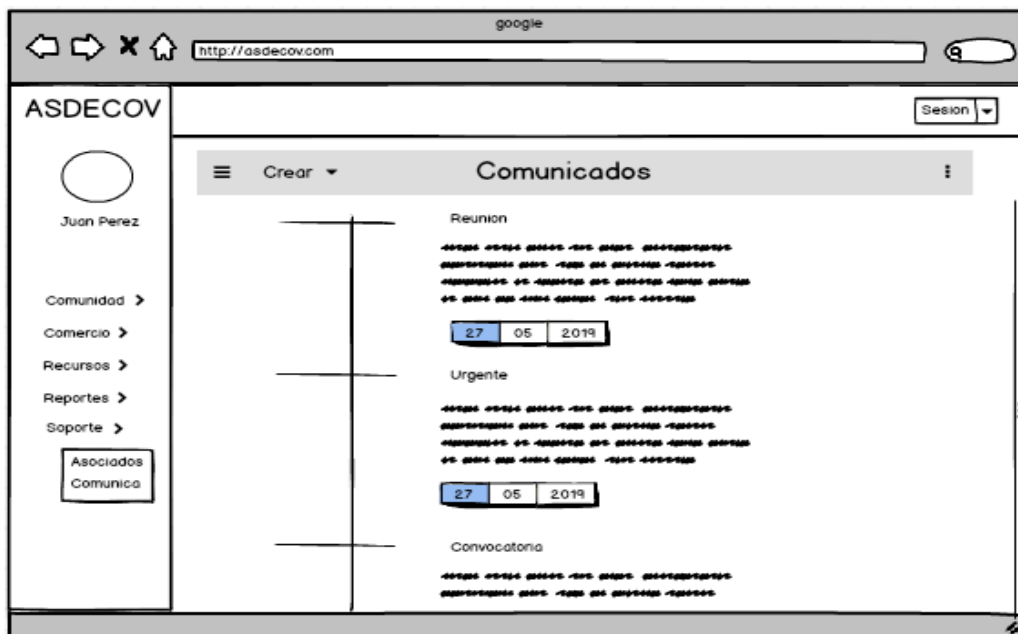 google
http://asdecov.com
ASDECOV
Sesion
Juan Perez
Comunidad
Comercio
Recursos
Reportes
Soporte
Asociados
Comunica
Crear
Comunicados
Reunion
27 05 2019
Urgente
27 05 2019
Convocatoria